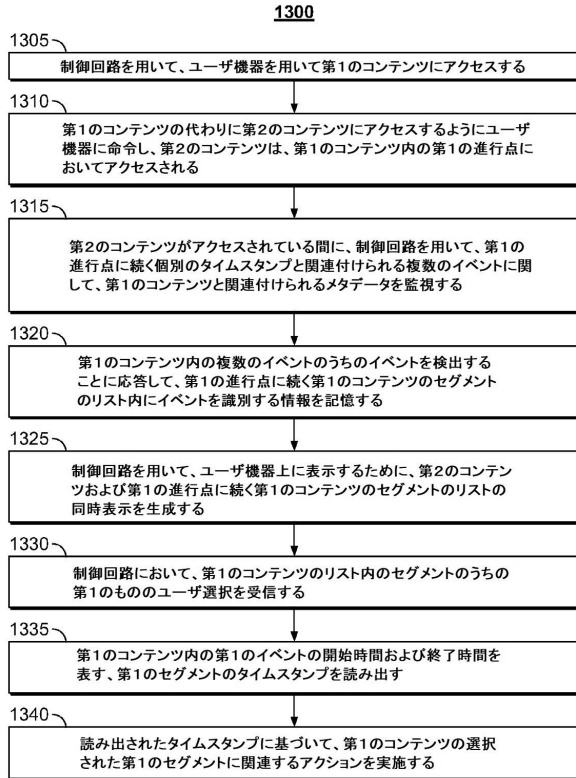 1300
1305
制御回路を用いて、ユーザ機器を用いて第1のコンテンツにアクセスする
1310
第1のコンテンツの代わりに第2のコンテンツにアクセスするようにユーザ
機器に命令し、第2のコンテンツは、第1のコンテンツ内の第1の進行点に
おいてアクセスされる
1315
第2のコンテンツがアクセスされている間に、制御回路を用いて、第1の
進行点に続く個別のタイムスタンプと関連付けられる複数のイベントに関
して、第1のコンテンツと関連付けられるメタデータを監視する
1320
第1のコンテンツ内の複数のイベントのうちのイベントを検出する
ことに応答して、第1の進行点に続く第1のコンテンツのセグメント
のリスト内にイベントを識別する情報を記憶する
1325
制御回路を用いて、ユーザ機器上に表示するために、第2のコンテン
ツおよび第1の進行点に続く第1のコンテンツのセグメントのリストの
同時表示を生成する
1330
制御回路において、第1のコンテンツのリスト内のセグメントのうちの
第1のもののユーザ選択を受信する
1335
第1のコンテンツ内の第1のイベントの開始時間および終了時間を
表す、第1のセグメントのタイムスタンプを読み出す
1340
読み出されたタイムスタンプに基づいて、第1のコンテンツの選択
された第1のセグメントに関連するアクションを実施する